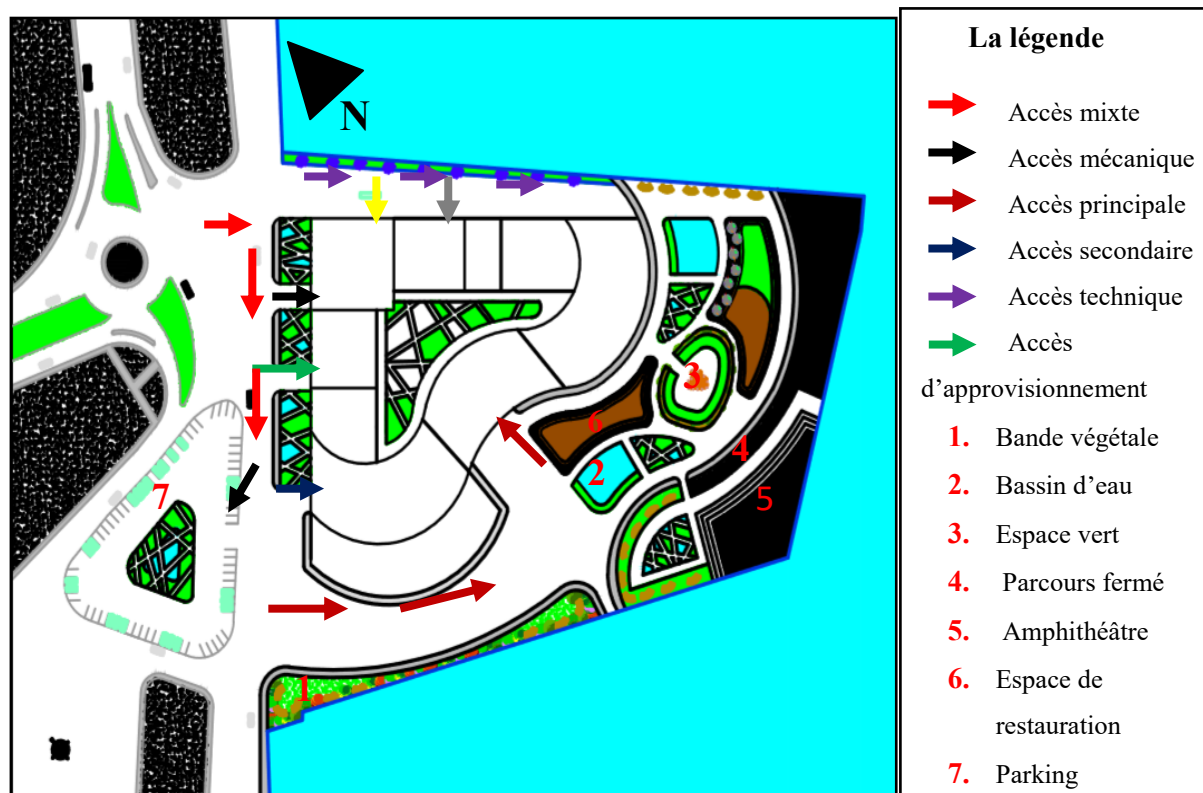 N
3
6
2
4
5
7
1
La légende
Accès mixte
Accès mécanique
Accès principale
Accès secondaire
Accès technique
Accès
d’approvisionnement
1. Bande végétale
2. Bassin d’eau
3. Espace vert
4. Parcours fermé
5. Amphithéâtre
6. Espace de
restauration
7. Parking